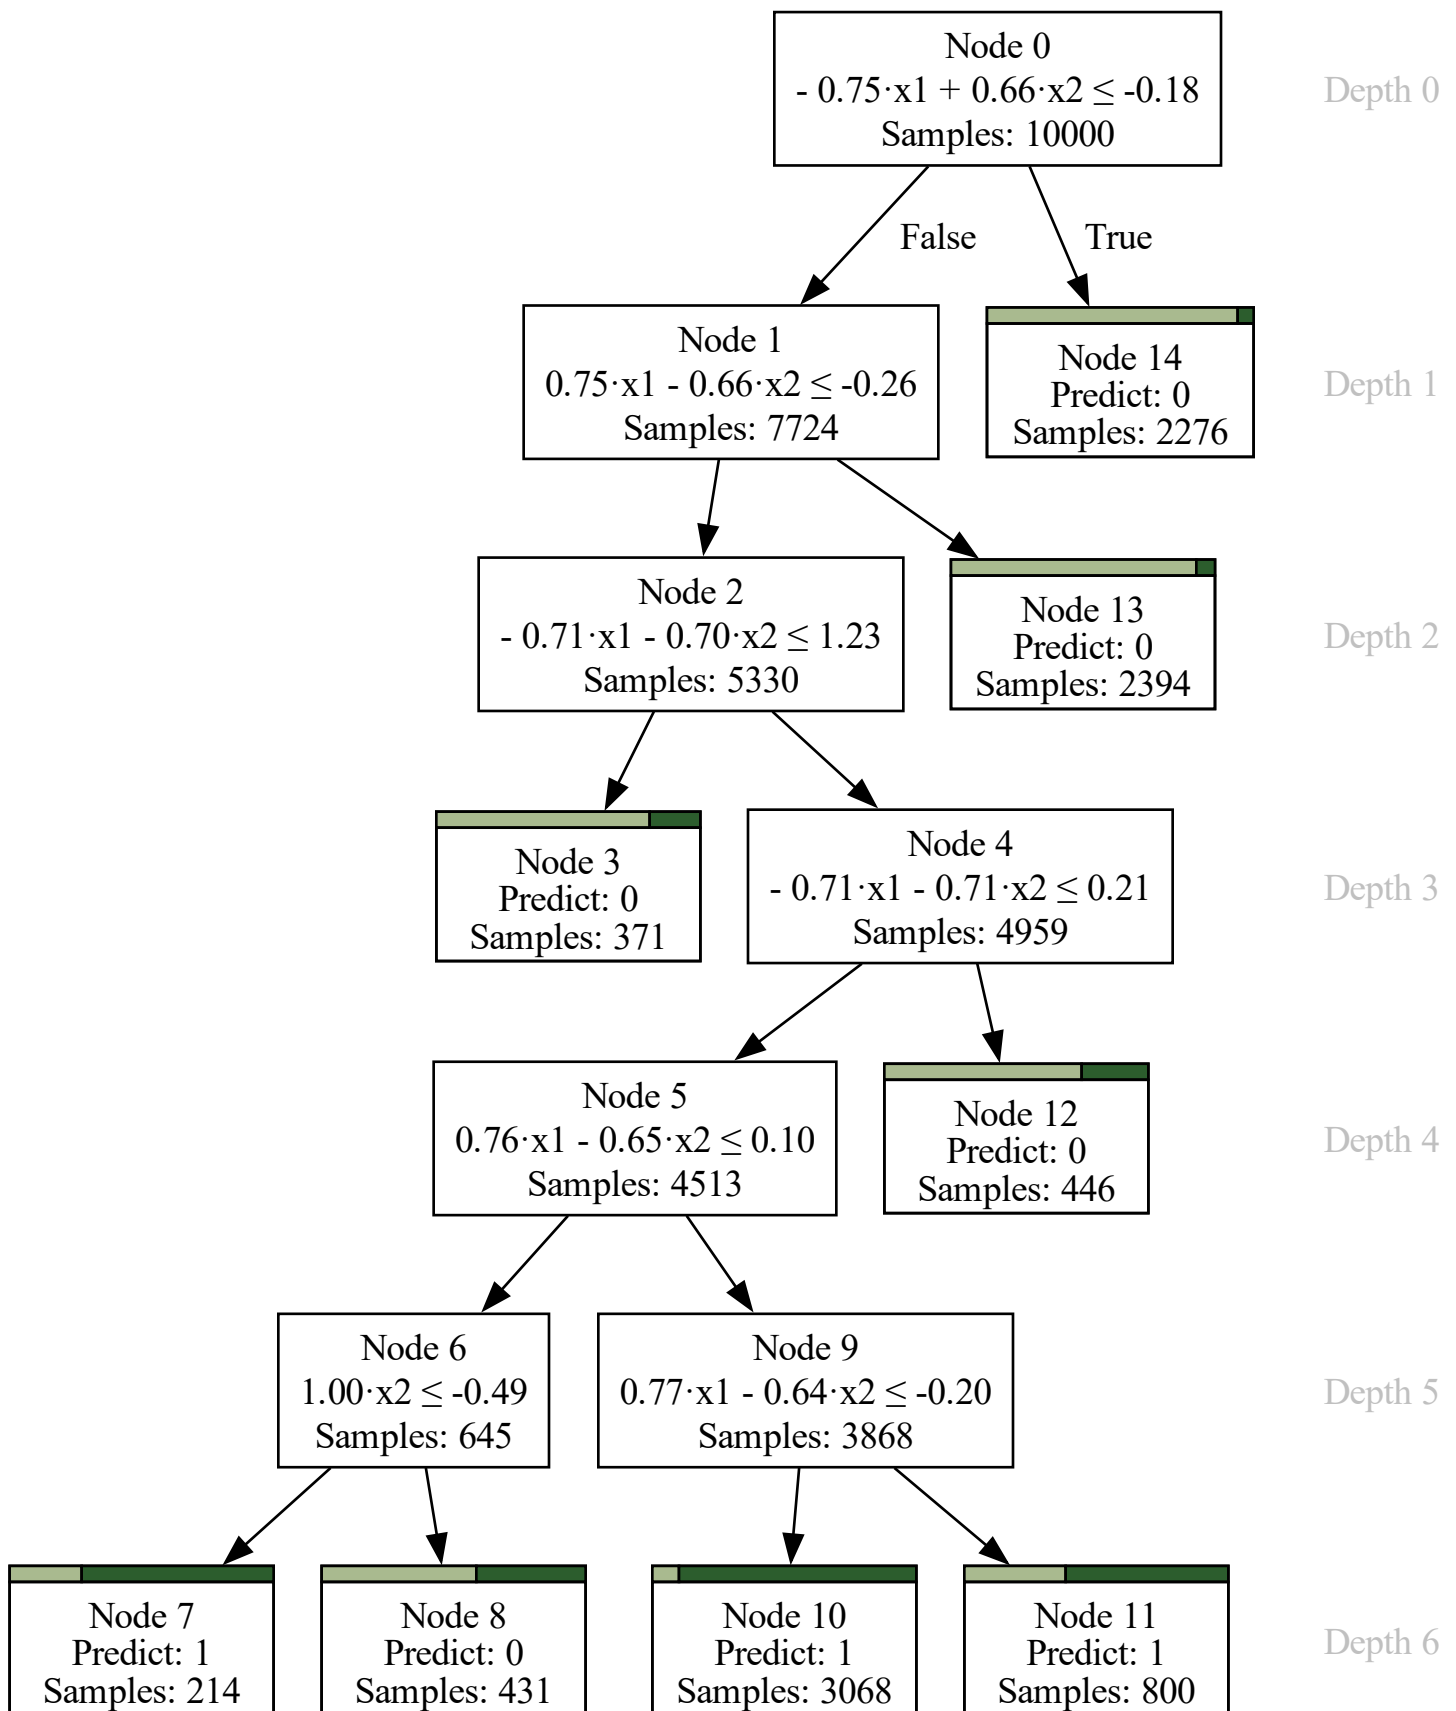 Node 0
- 0.75·x1 + 0.66·x2 ≤ -0.18
Samples: 10000
Depth 0
False
True
Node 1
0.75·x1 - 0.66·x2 ≤ -0.26
Samples: 7724
Node 14
Predict: 0
Samples: 2276
Depth 1
Node 2
- 0.71·x1 - 0.70·x2 ≤ 1.23
Samples: 5330
Node 13
Predict: 0
Samples: 2394
Depth 2
Node 3
Predict: 0
Samples: 371
Node 4
- 0.71·x1 - 0.71·x2 ≤ 0.21
Samples: 4959
Depth 3
Node 5
0.76·x1 - 0.65·x2 ≤ 0.10
Samples: 4513
Node 12
Predict: 0
Samples: 446
Depth 4
Node 6
1.00·x2 ≤ -0.49
Samples: 645
Node 9
0.77·x1 - 0.64·x2 ≤ -0.20
Samples: 3868
Depth 5
Node 7
Predict: 1
Samples: 214
Node 8
Predict: 0
Samples: 431
Node 10
Predict: 1
Samples: 3068
Node 11
Predict: 1
Samples: 800
Depth 6